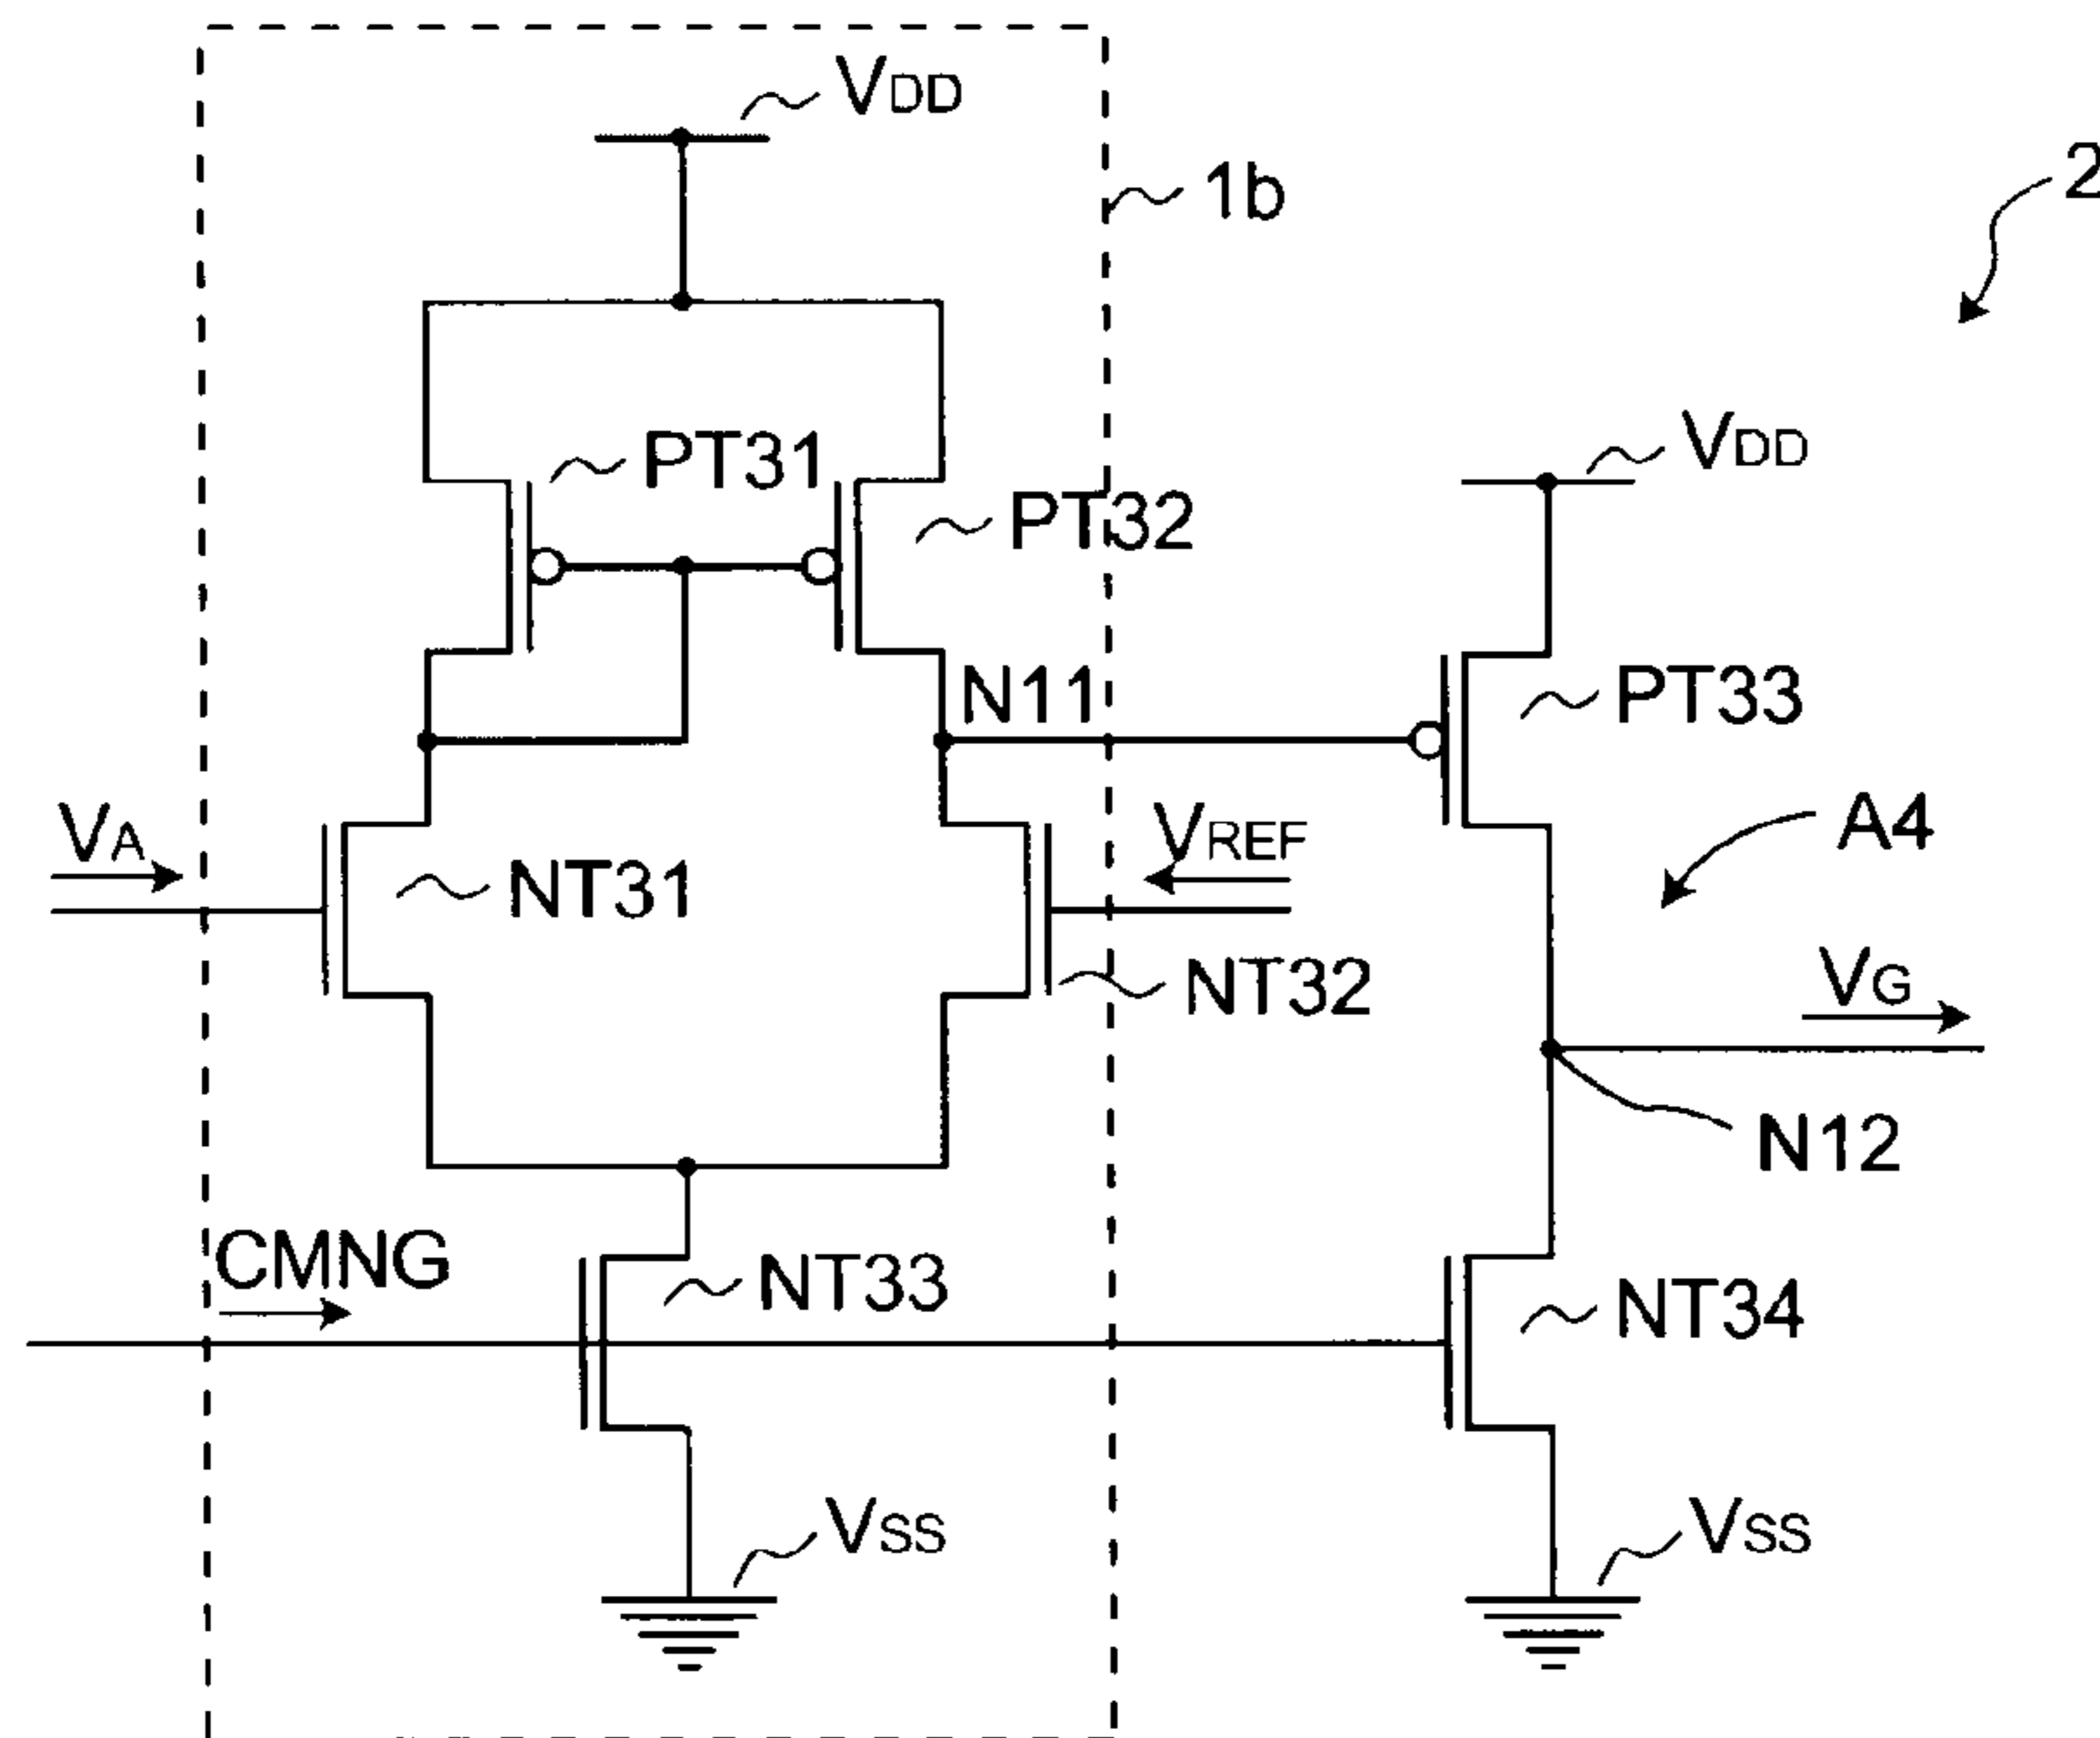 VDD
1b
2
PT31
VDD
PT32
N11
PT33
VA
VREF
A4
NT31
VG
NT32
N12
CMNG
NT33
NT34
VSS
VSS